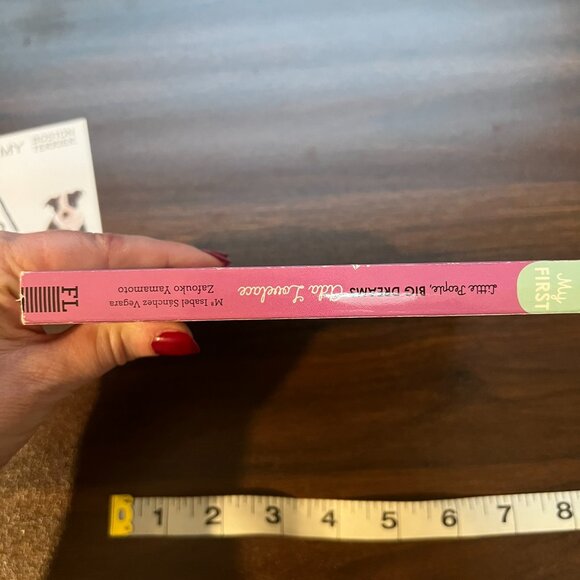 MY BOSTON TERRIER
My FIRST
Little People, BIG DREAMS
Ada Lovelace
Mª Isabel Sánchez Vegara
Zafouko Yamamoto
FL
1 2 3 4 5 6 7 8